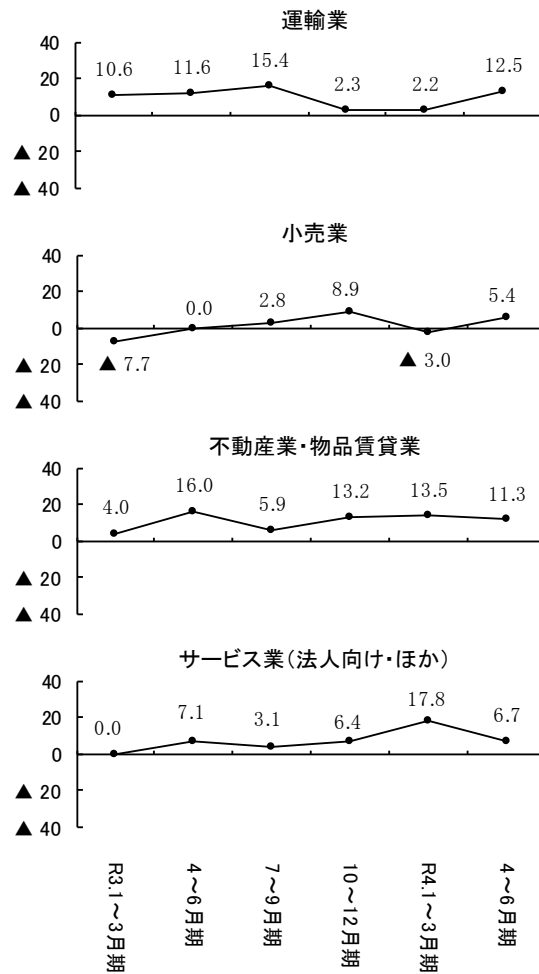 運輸業
40
20
0
▲ 20
▲ 40
10.6 11.6 15.4 2.3 2.2 12.5
小売業
40
20
0
▲ 20
▲ 40
▲ 7.7 0.0 2.8 8.9 ▲ 3.0 5.4
不動産業・物品賃貸業
40
20
0
▲ 20
▲ 40
4.0 16.0 5.9 13.2 13.5 11.3
サービス業(法人向け・ほか)
40
20
0
▲ 20
▲ 40
0.0 7.1 3.1 6.4 17.8 6.7
R3.1～3月期
4～6月期
7～9月期
10～12月期
R4.1～3月期
4～6月期